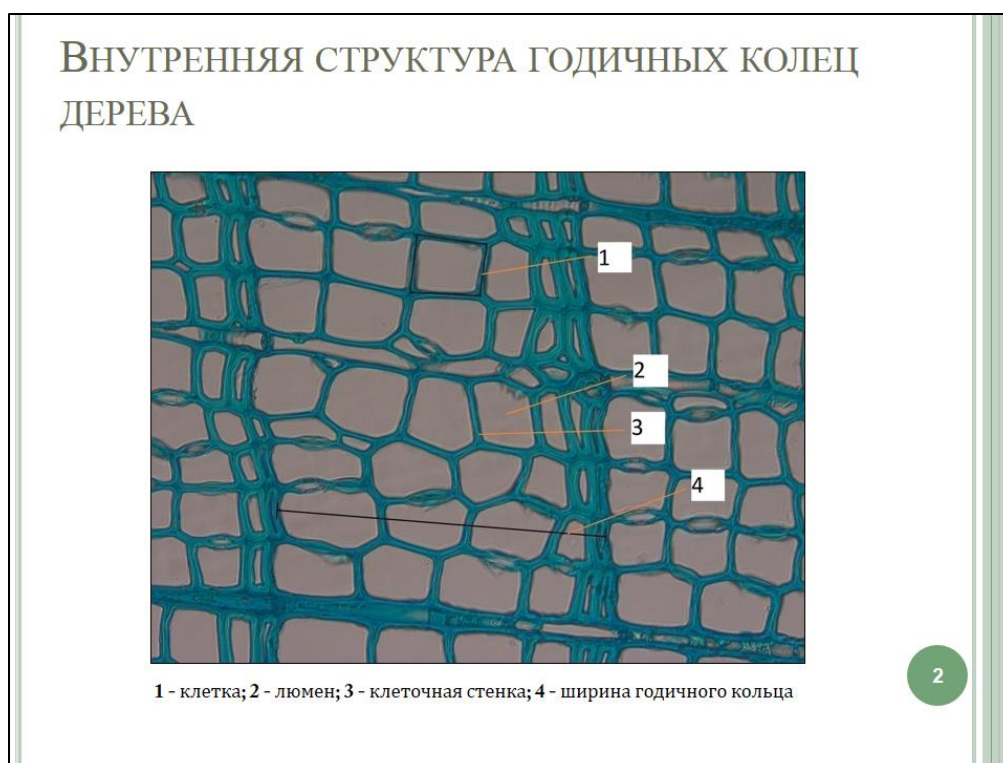 Внутренняя структура годичных колец
дерева
1
2
3
4
1 - клетка; 2 - люмен; 3 - клеточная стенка; 4 - ширина годичного кольца
2